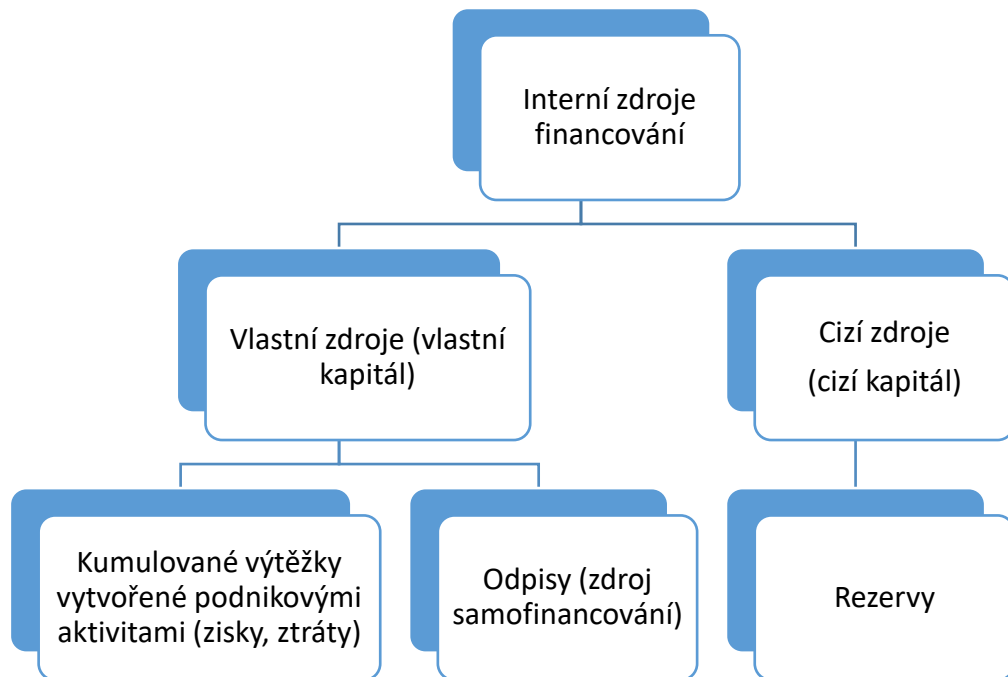 Interní zdroje
financování
Vlastní zdroje (vlastní
kapitál)
Cizí zdroje
(cizí kapitál)
Kumulované výtěžky
vytvořené podnikovými
aktivitami (zisky, ztráty)
Odpisy (zdroj
samofinancování)
Rezervy